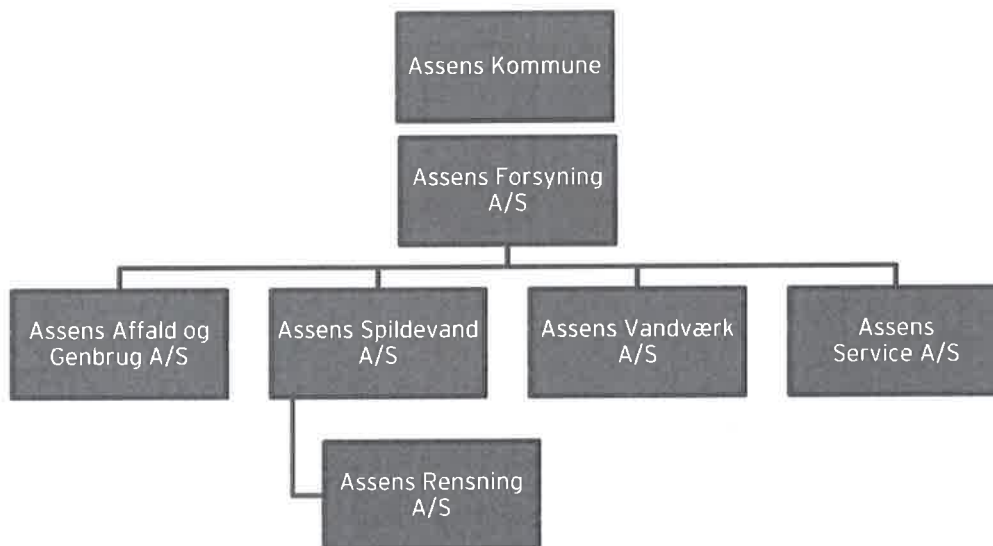 Assens Kommune
Assens Forsyning
A/S
Assens Affald og
Genbrug A/S
Assens Spildevand
A/S
Assens Vandværk
A/S
Assens
Service A/S
Assens Rensning
A/S